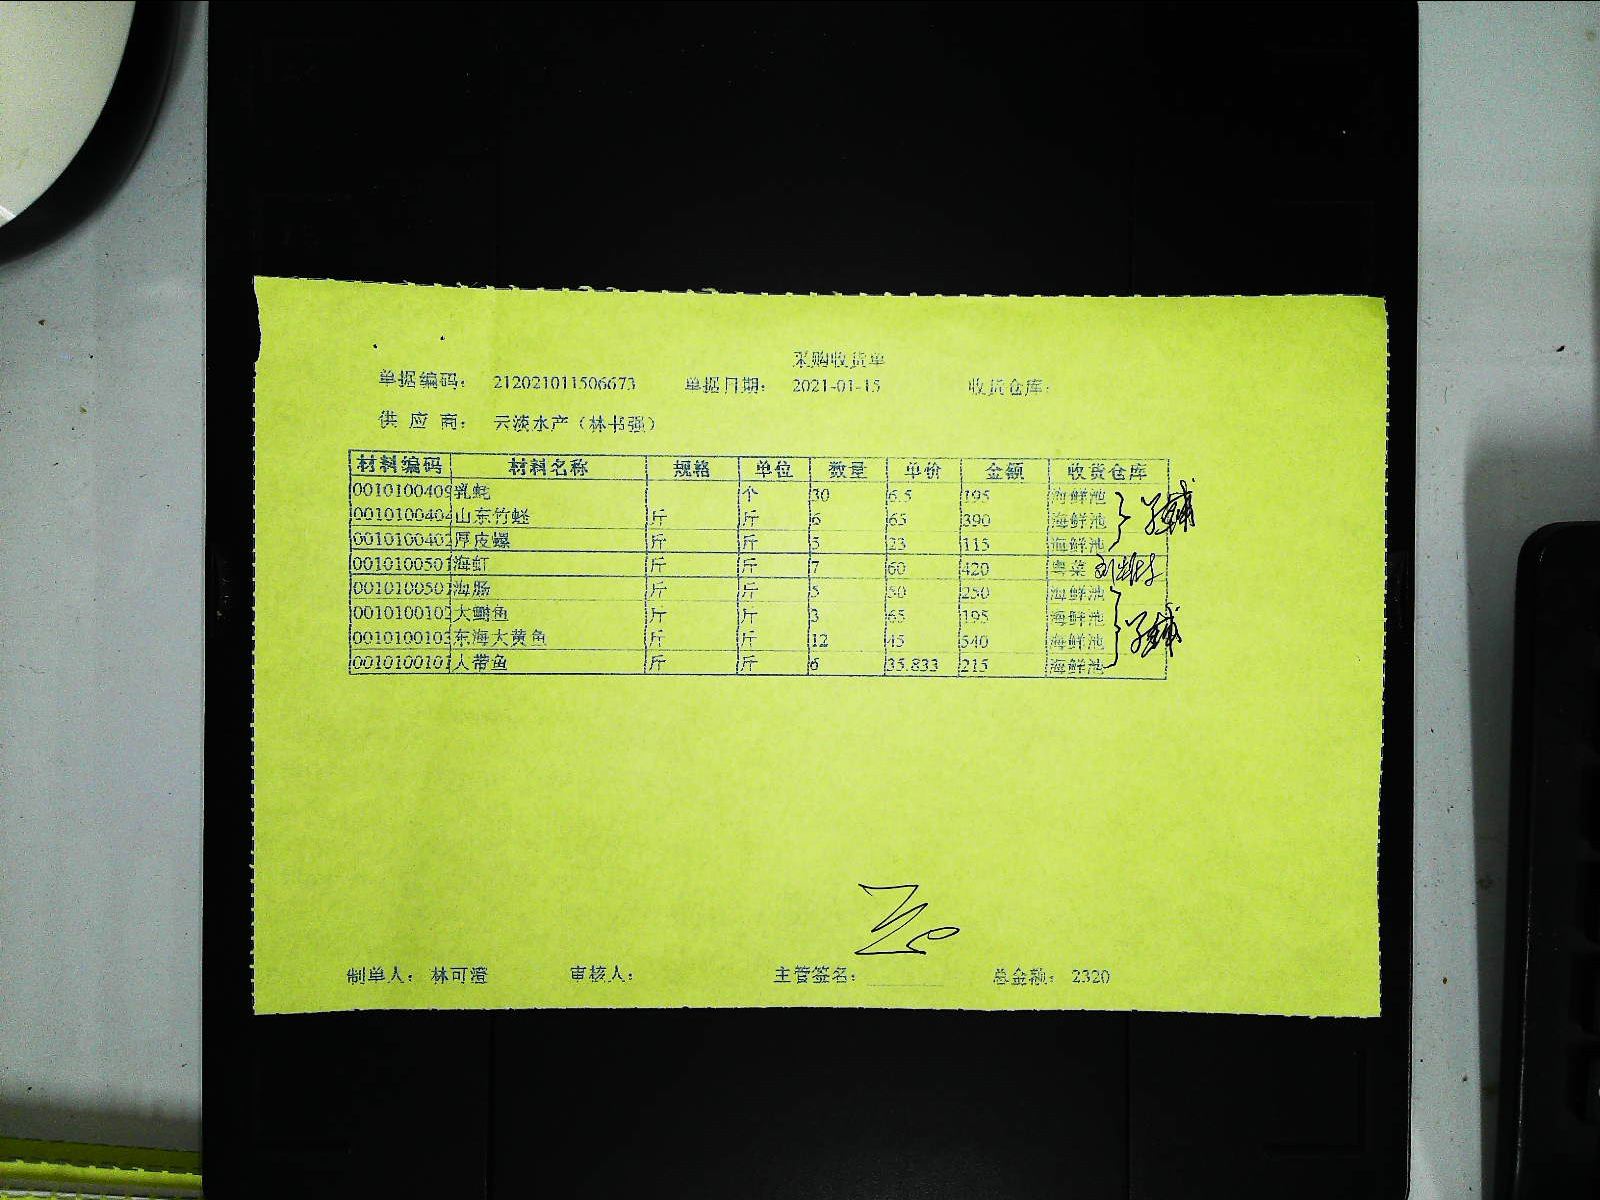 采购收货单
单据编码： 212021011506673 单据日期： 2021-01-15 收货仓库：
供 应 商： 云淡水产（林书强）
材料编码 材料名称 规格 单位 数量 单价 金额 收货仓库
0010100409 乳蚝 个 30 6.5 195 海鲜池
0010100404 山东竹蛏 斤 斤 6 65 390 海鲜池
0010100402 厚皮螺 斤 斤 5 23 115 海鲜池
0010100501 海虹 斤 斤 7 60 420 粤菜
0010100501 海肠 斤 斤 5 50 250 海鲜池
0010100102 大鲷鱼 斤 斤 3 65 195 海鲜池
0010100103 东海大黄鱼 斤 斤 12 45 540 海鲜池
0010100101 人带鱼 斤 斤 6 35.833 215 海鲜池
制单人： 林可澄 审核人： 主管签名： 总金额： 2320